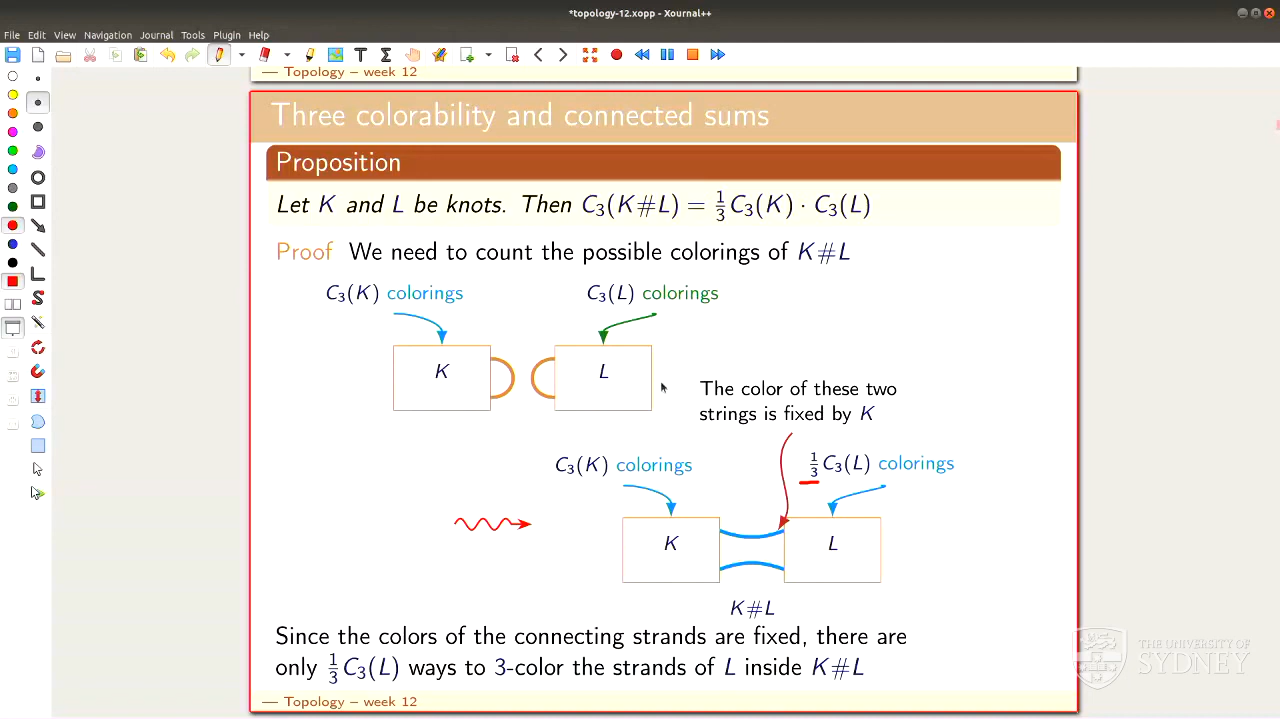 *topology-12.xopp - Xournal++
File Edit View Navigation Journal Tools Plugin Help
— Topology – week 12
Three colorability and connected sums
Proposition
Let K and L be knots. Then C₃(K#L) = ⅓C₃(K) · C₃(L)
Proof We need to count the possible colorings of K#L
C₃(K) colorings
C₃(L) colorings
K
L
The color of these two
strings is fixed by K
C₃(K) colorings
⅓C₃(L) colorings
K
L
K#L
Since the colors of the connecting strands are fixed, there are
only ⅓C₃(L) ways to 3-color the strands of L inside K#L
— Topology – week 12
THE UNIVERSITY OF
SYDNEY